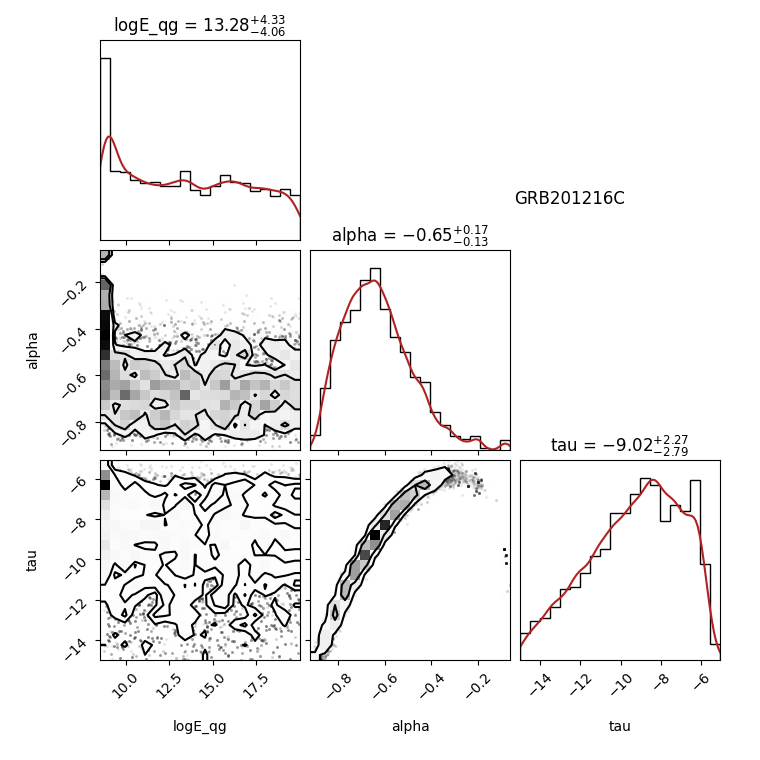 logE_qg = 13.28+4.33−4.06
GRB201216C
alpha = −0.65+0.17−0.13
−0.2
−0.4
−0.6
−0.8
alpha
tau = −9.02+2.27−2.79
−6
−8
−10
−12
−14
tau
10.0 12.5 15.0 17.5
−0.8 −0.6 −0.4 −0.2
−14 −12 −10 −8 −6
logE_qg alpha tau